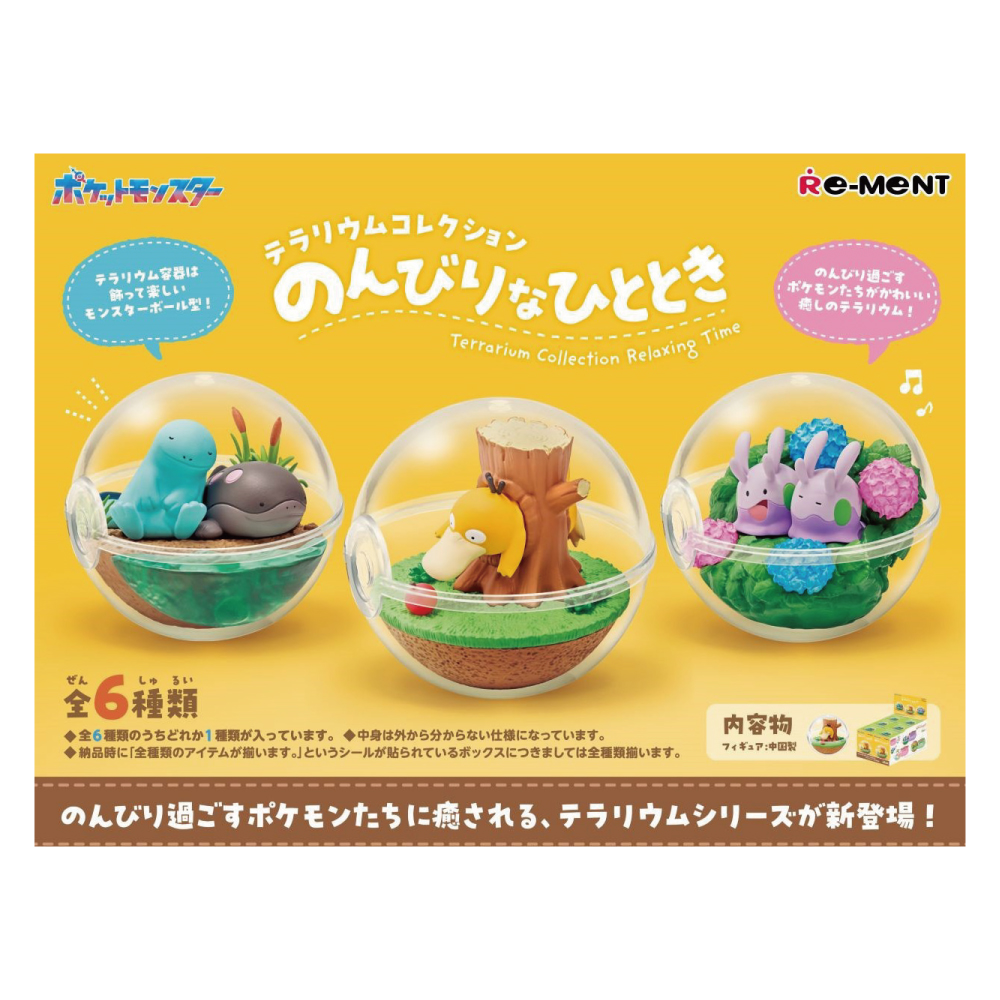 ポケットモンスター
Re-MeNT
テラリウムコレクション
のんびりなひととき
Terrarium Collection Relaxing Time
テラリウム容器は
飾って楽しい
モンスターボール型！
のんびり過ごす
ポケモンたちがかわいい
癒しのテラリウム！
ぜん しゅ るい
全6種類
◆全6種類のうちどれか1種類が入っています。◆中身は外から分からない仕様になっています。
◆納品時に「全種類のアイテムが揃います。」というシールが貼られているボックスにつきましては全種類揃います。
内容物
フィギュア:中国製
のんびり過ごすポケモンたちに癒される、テラリウムシリーズが新登場！